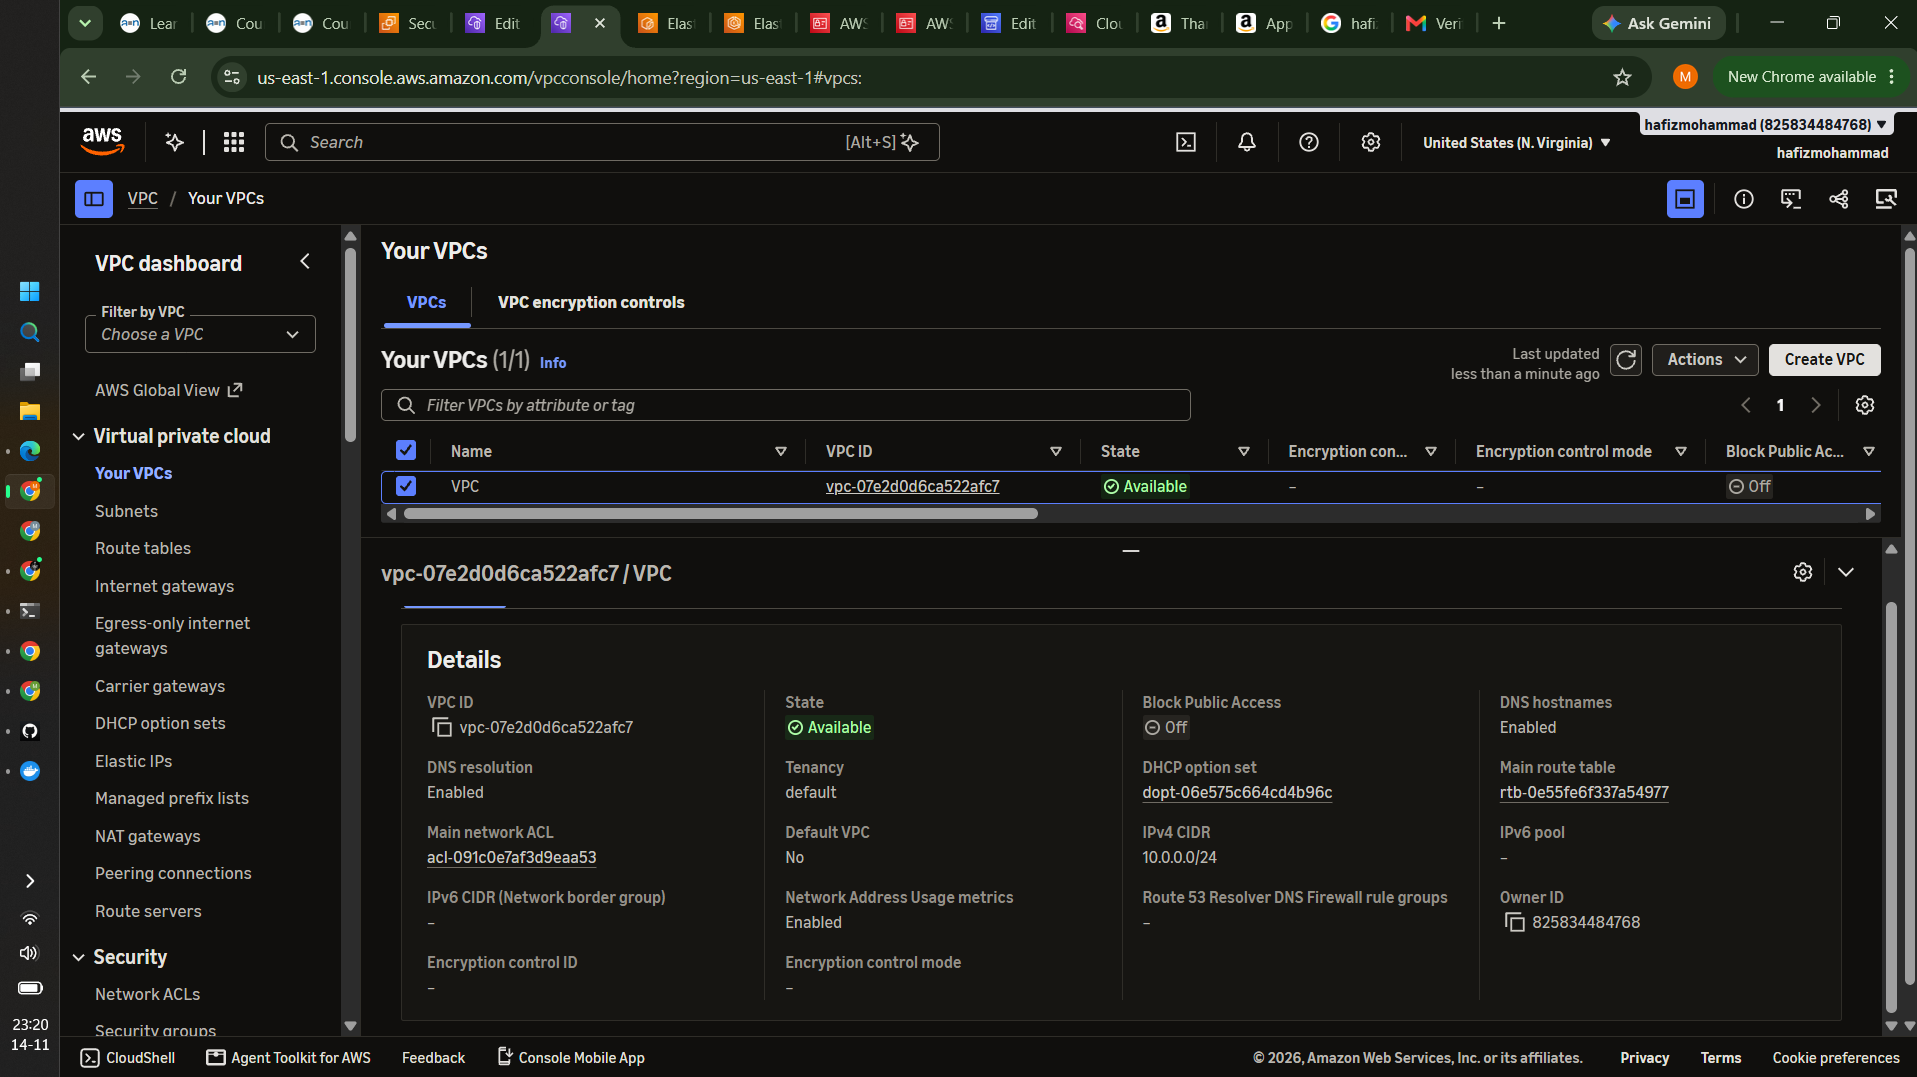 Lear
Cou
Cou
Secu
Edit
Elas
Elas
AWS
AWS
Edit
Clou
Tha
App
hafiz
Veri
Ask Gemini
us-east-1.console.aws.amazon.com/vpcconsole/home?region=us-east-1#vpcs:
M
New Chrome available
aws
Search
[Alt+S]
United States (N. Virginia)
hafizmohammad (825834484768)
hafizmohammad
VPC / Your VPCs
VPC dashboard
Filter by VPC
Choose a VPC
AWS Global View
Virtual private cloud
Your VPCs
Subnets
Route tables
Internet gateways
Egress-only internet
gateways
Carrier gateways
DHCP option sets
Elastic IPs
Managed prefix lists
NAT gateways
Peering connections
Route servers
Security
Network ACLs
Security groups
Your VPCs
VPCs
VPC encryption controls
Your VPCs (1/1) Info
Last updated
less than a minute ago
Actions
Create VPC
Filter VPCs by attribute or tag
1
Name
VPC ID
State
Encryption con...
Encryption control mode
Block Public Ac...
VPC
vpc-07e2d0d6ca522afc7
Available
–
–
Off
vpc-07e2d0d6ca522afc7 / VPC
Details
VPC ID
vpc-07e2d0d6ca522afc7
State
Available
Block Public Access
Off
DNS hostnames
Enabled
DNS resolution
Enabled
Tenancy
default
DHCP option set
dopt-06e575c664cd4b96c
Main route table
rtb-0e55fe6f337a54977
Main network ACL
acl-091c0e7af3d9eaa53
Default VPC
No
IPv4 CIDR
10.0.0.0/24
IPv6 pool
–
IPv6 CIDR (Network border group)
–
Network Address Usage metrics
Enabled
Route 53 Resolver DNS Firewall rule groups
–
Owner ID
825834484768
Encryption control ID
–
Encryption control mode
–
23:20
14-11
CloudShell
Agent Toolkit for AWS
Feedback
Console Mobile App
© 2026, Amazon Web Services, Inc. or its affiliates.
Privacy
Terms
Cookie preferences